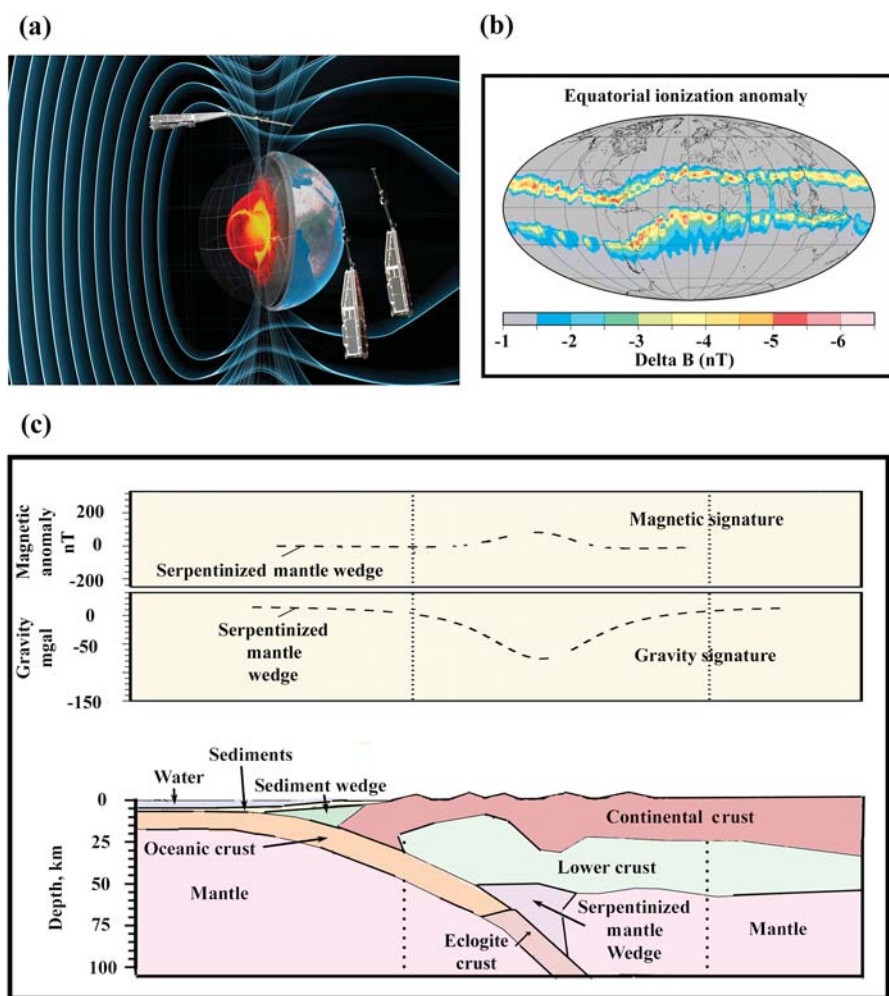 (a)
(b)
Equatorial ionization anomaly
-1 -2 -3 -4 -5 -6
Delta B (nT)
(c)
Magnetic
anomaly
nT
200
0
-200
Magnetic signature
Serpentinized mantle wedge
Gravity
mgal
0
-50
-150
Serpentinized
mantle
wedge
Gravity signature
Sediments
Water
Sediment wedge
Depth, km
0
25
50
75
100
Oceanic crust
Continental crust
Lower crust
Mantle
Eclogite
crust
Serpentinized
mantle
Wedge
Mantle